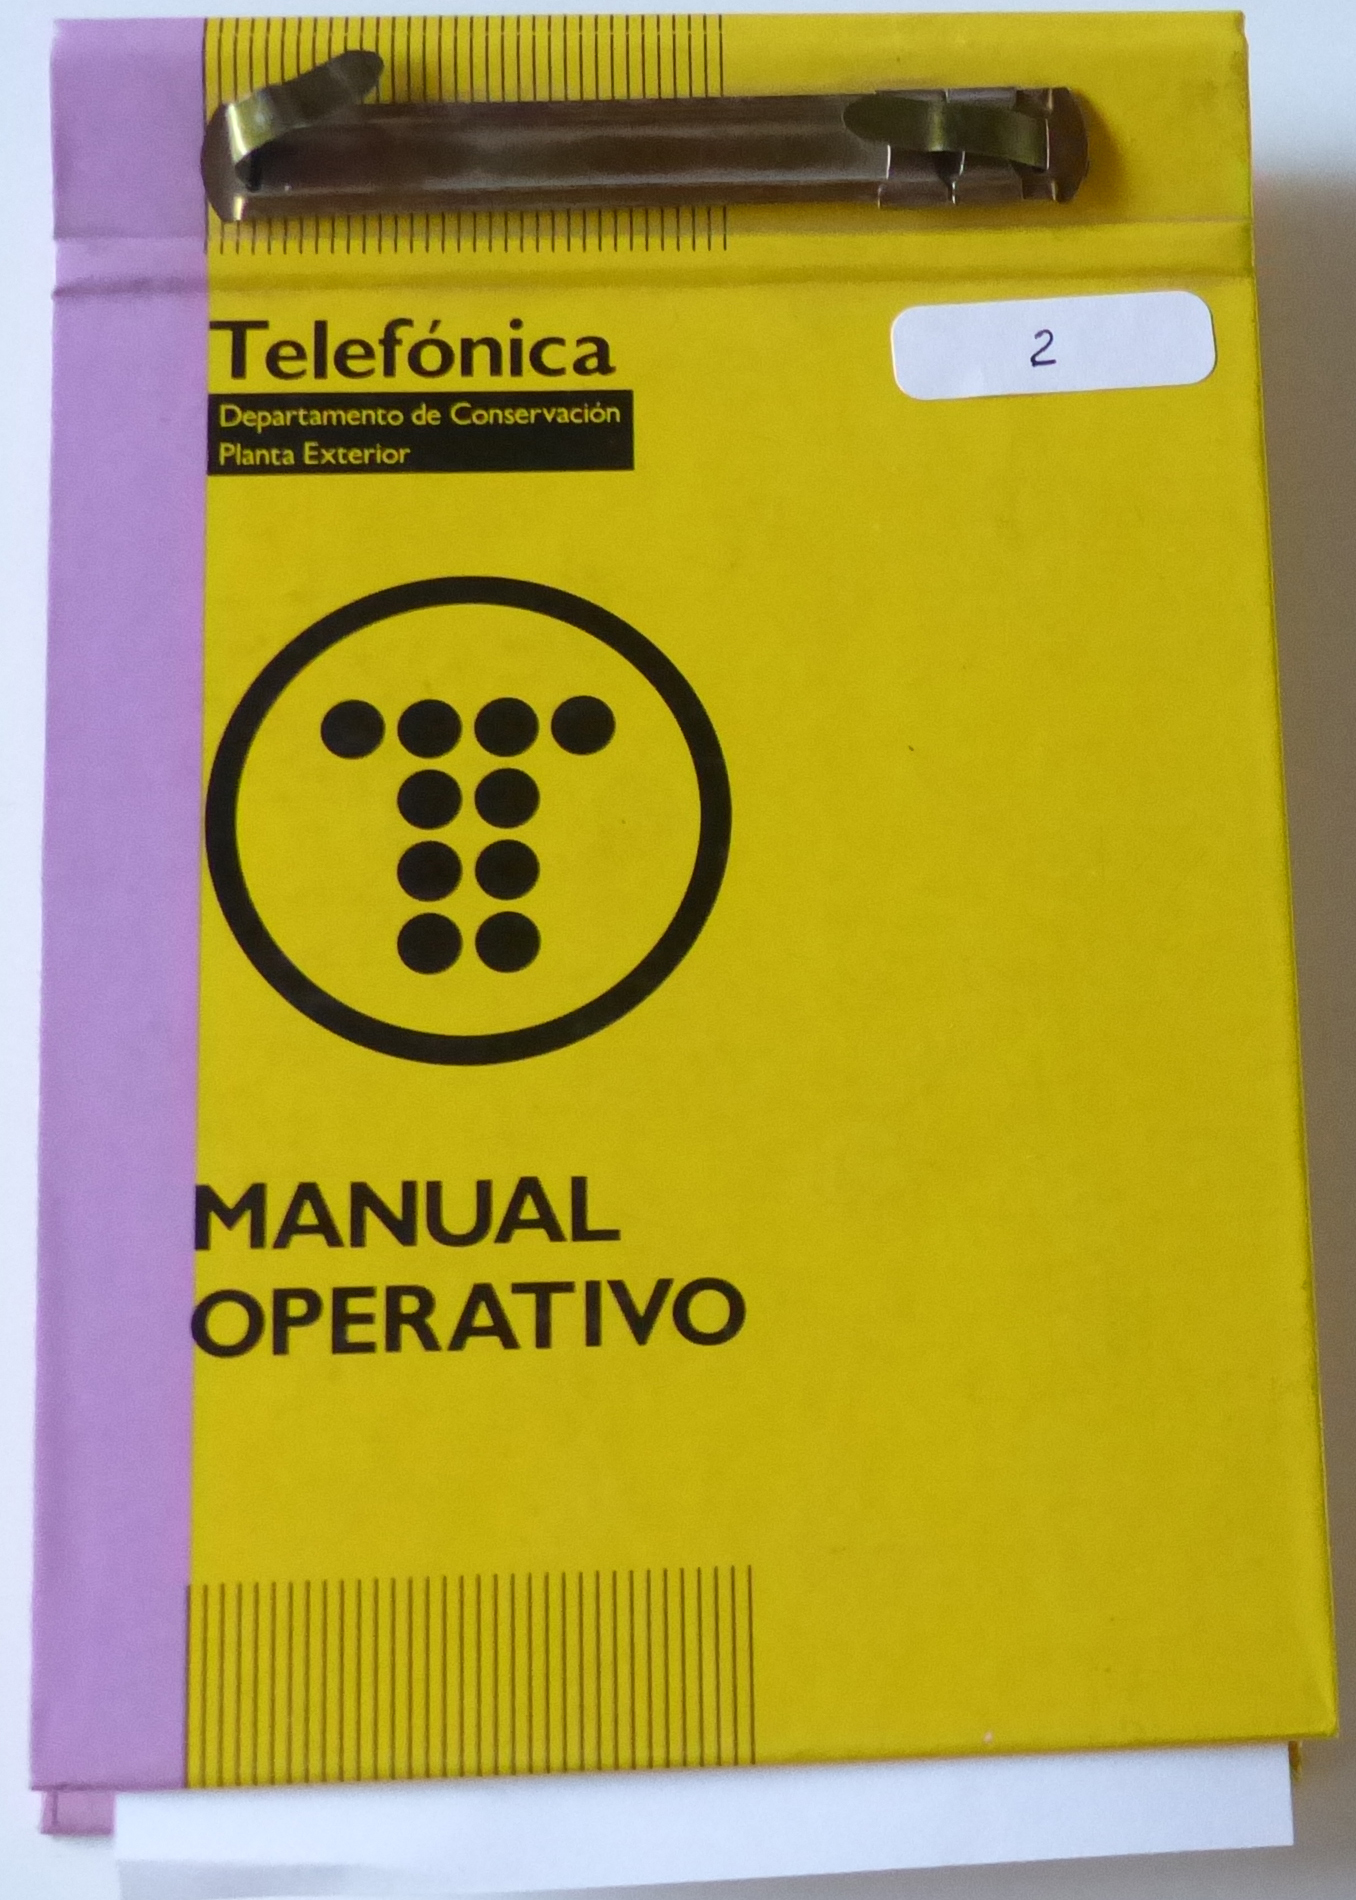 Telefónica
2
Departamento de Conservación
Planta Exterior
MANUAL
OPERATIVO